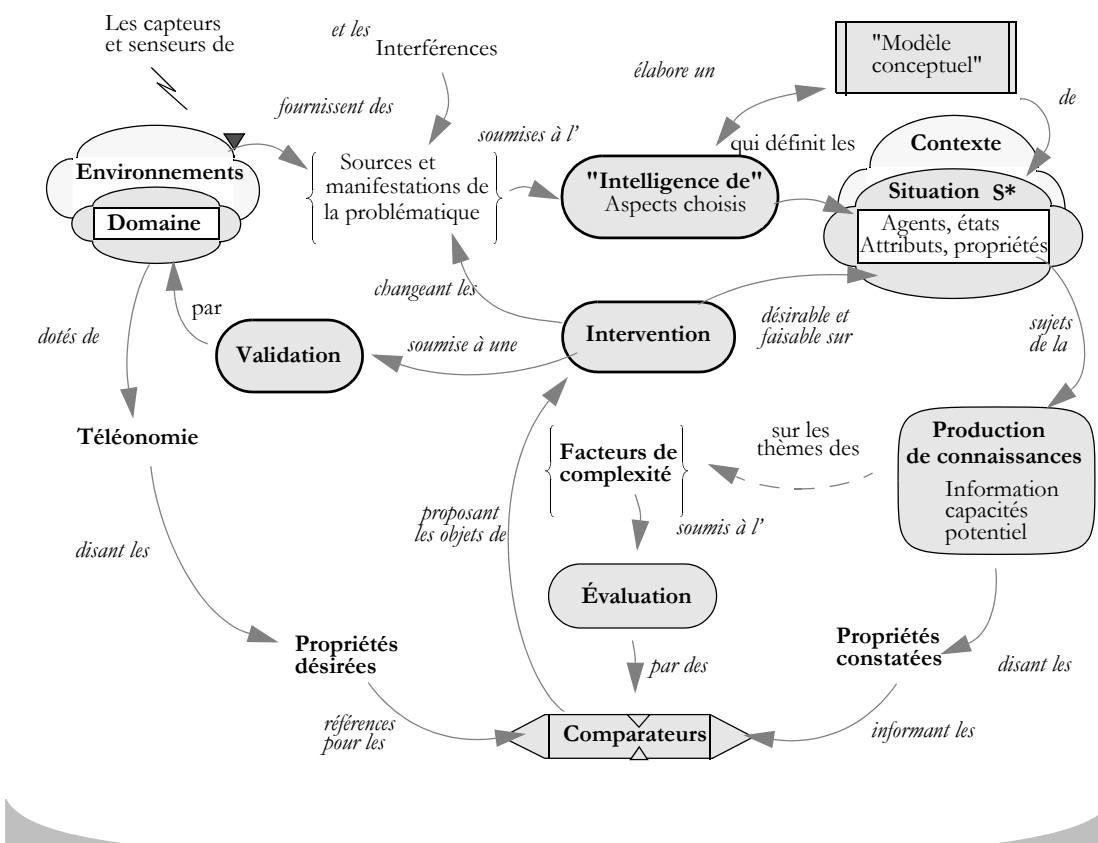 Les capteurs
et senseurs de
et les
Interférences
fournissent des
élabore un
"Modèle
conceptuel"
de
soumises à l'
qui définit les
Environnements
Domaine
Sources et
manifestations de
la problématique
"Intelligence de"
Aspects choisis
Contexte
Situation S*
Agents, états
Attributs, propriétés
changeant les
par
dotés de
Validation
soumise à une
Intervention
désirable et
faisable sur
sujets
de la
Téléonomie
Facteurs de
complexité
sur les
thèmes des
Production
de connaissances
Information
capacités
potentiel
proposant
les objets de
soumis à l'
disant les
Évaluation
Propriétés
désirées
par des
Propriétés
constatées
disant les
références
pour les
Comparateurs
informant les